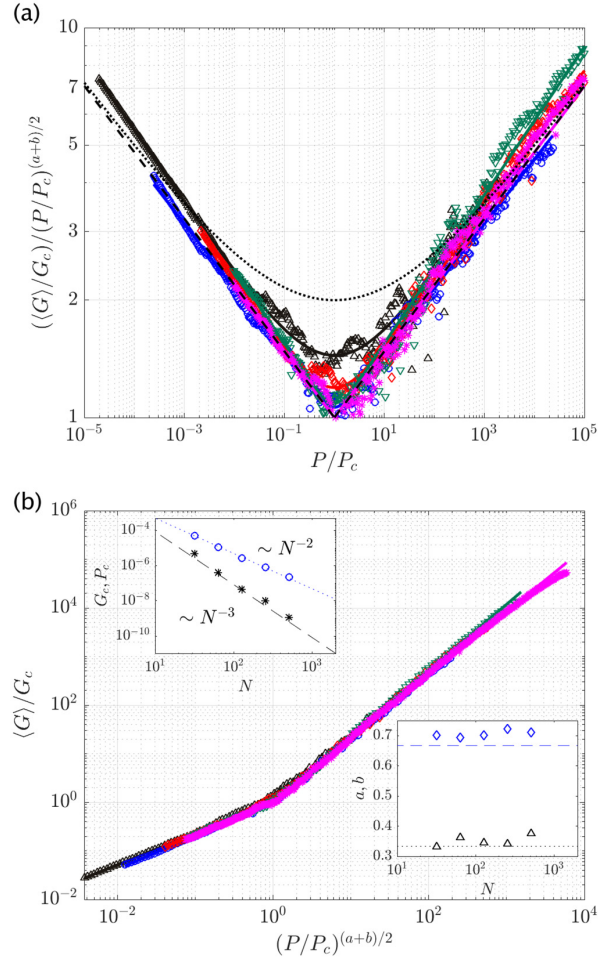 (a)
10
7
5
4
3
2
1
(⟨G⟩/G_c)/(P/P_c)^{(a+b)/2}
10^{-5} 10^{-3} 10^{-1} 10^{1} 10^{3} 10^{5}
P/P_c
(b)
10^{6}
10^{4}
10^{2}
10^{0}
10^{-2}
⟨G⟩/G_c
10^{-4}
10^{-6}
10^{-8}
10^{-10}
G_c, P_c
~ N^{-2}
~ N^{-3}
10^{1} 10^{2} 10^{3}
N
0.7
0.6
0.5
0.4
0.3
a, b
10^{1} 10^{2} 10^{3}
N
10^{-2} 10^{0} 10^{2} 10^{4}
(P/P_c)^{(a+b)/2}